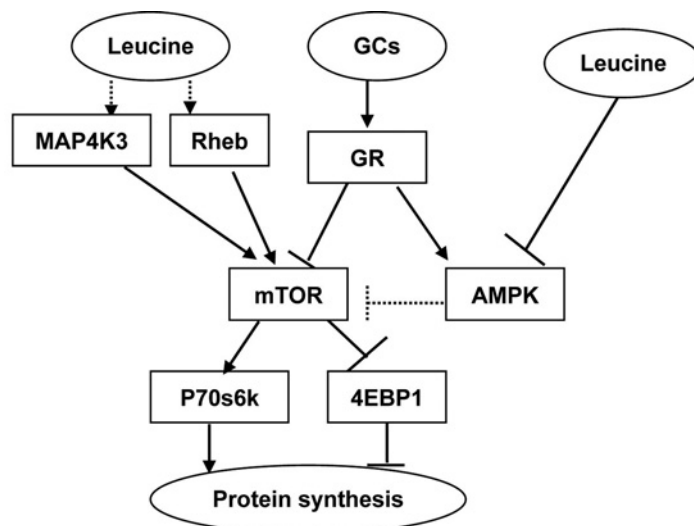 Leucine
GCs
Leucine
MAP4K3
Rheb
GR
mTOR
AMPK
P70s6k
4EBP1
Protein synthesis